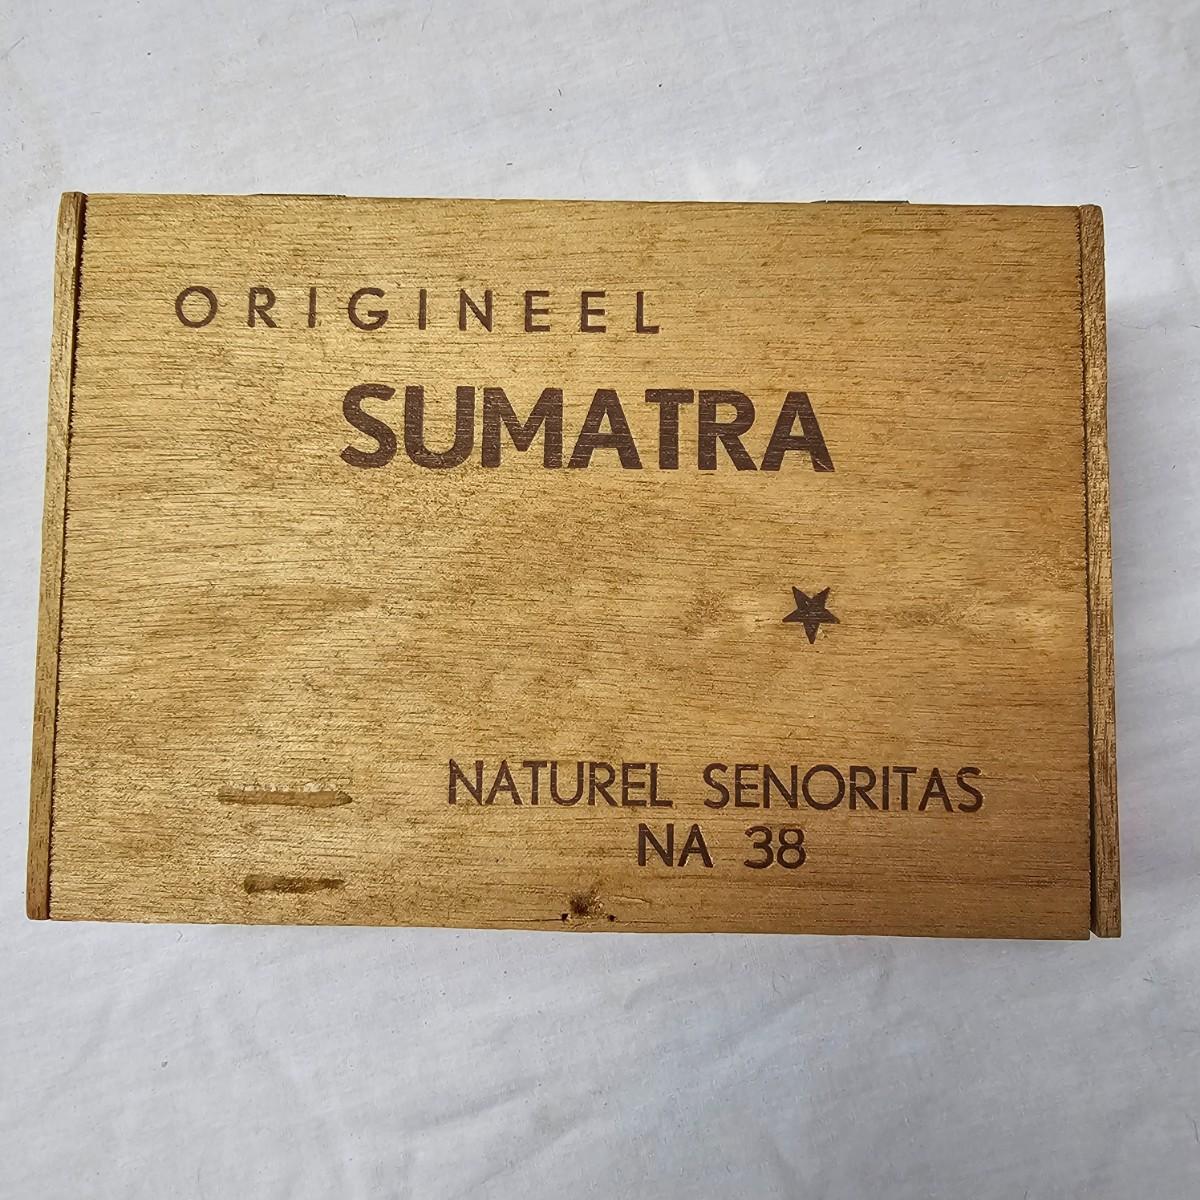 ORIGINEEL
SUMATRA
NATUREL SENORITAS
NA 38